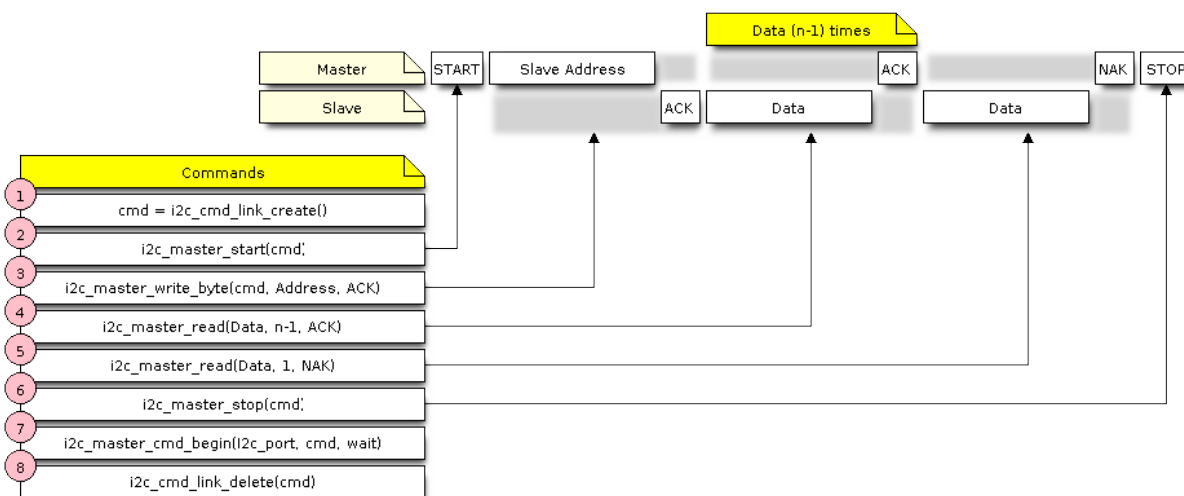 Data (n-1) times
Master START Slave Address ACK NAK STOP
Slave ACK Data Data
Commands
1
cmd = i2c_cmd_link_create()
2
i2c_master_start(cmd;
3
i2c_master_write_byte(cmd, Address, ACK)
4
i2c_master_read(Data, n-1, ACK)
5
i2c_master_read(Data, 1, NAK)
6
i2c_master_stop(cmd;
7
i2c_master_cmd_begin(I2c_port, cmd, wait)
8
i2c_cmd_link_delete(cmd)